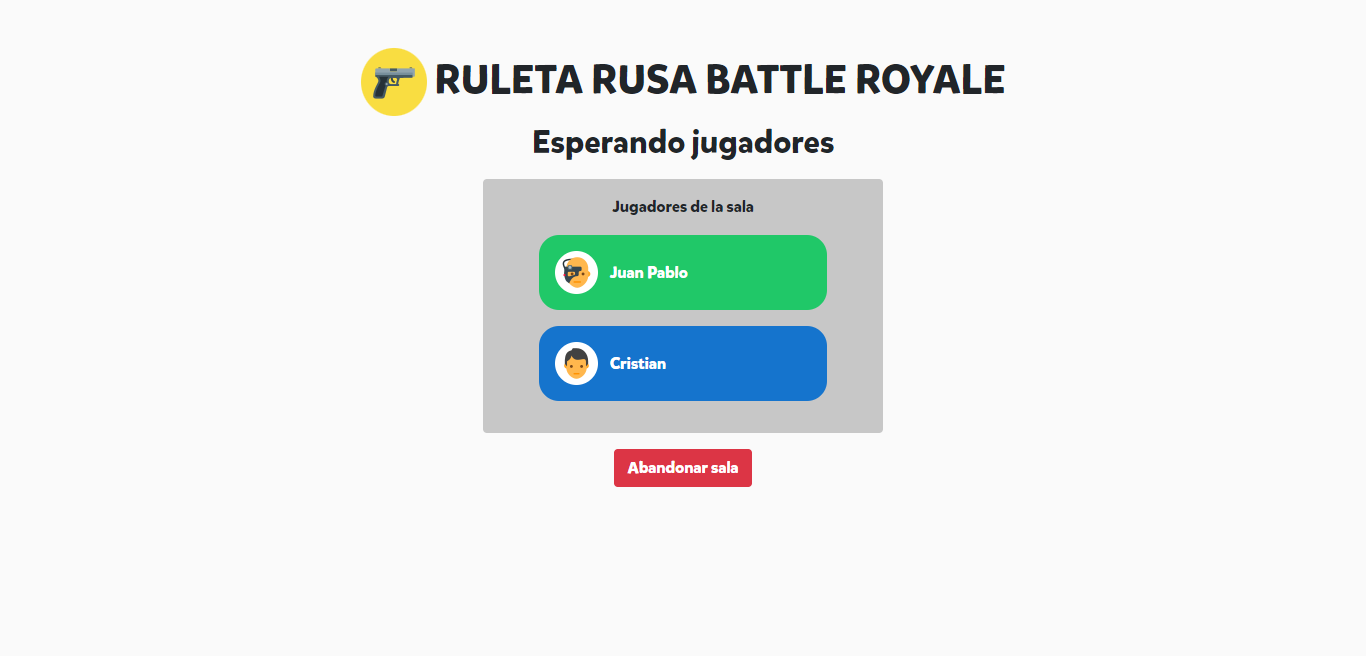 RULETA RUSA BATTLE ROYALE
Esperando jugadores
Jugadores de la sala
Juan Pablo
Cristian
Abandonar sala